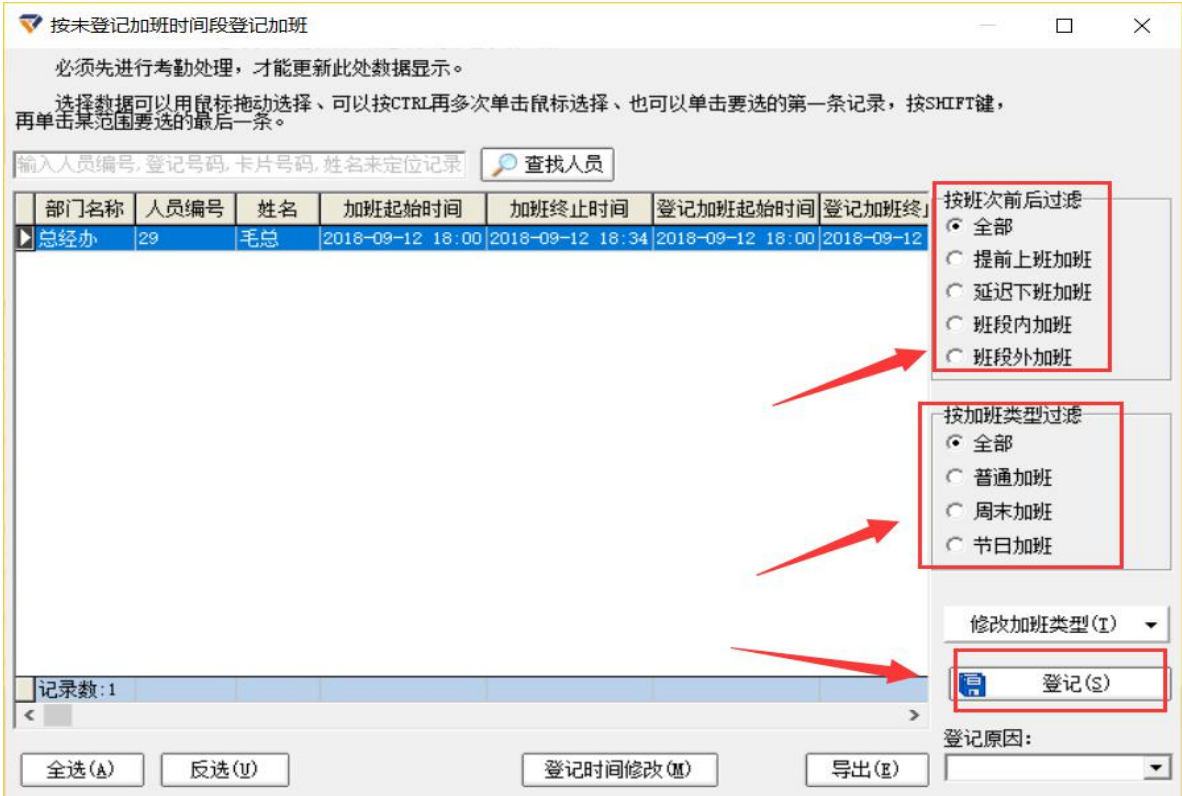 按未登记加班时间段登记加班
必须先进行考勤处理，才能更新此处数据显示。
选择数据可以用鼠标拖动选择、可以按CTRL再多次单击鼠标选择、也可以单击要选的第一条记录，按SHIFT键，
再单击某范围要选的最后一条。
输入人员编号,登记号码,卡片号码,姓名来定位记录 查找人员
部门名称 人员编号 姓名 加班起始时间 加班终止时间 登记加班起始时间 登记加班终
总经办 29 毛总 2018-09-12 18:00 2018-09-12 18:34 2018-09-12 18:00 2018-09-12
记录数:1
按班次前后过滤
全部
提前上班加班
延迟下班加班
班段内加班
班段外加班
按加班类型过滤
全部
普通加班
周末加班
节日加班
修改加班类型(T)
登记(S)
登记原因:
全选(A) 反选(U) 登记时间修改(M) 导出(E)